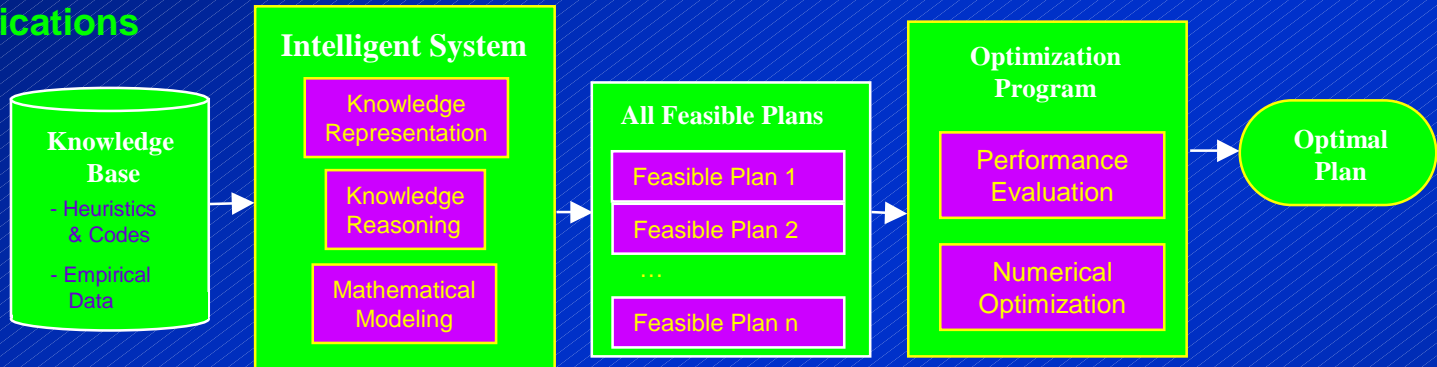 ications
Knowledge
Base
- Heuristics
& Codes
- Empirical
Data
Intelligent System
Knowledge
Representation
Knowledge
Reasoning
Mathematical
Modeling
All Feasible Plans
Feasible Plan 1
Feasible Plan 2
…
Feasible Plan n
Optimization
Program
Performance
Evaluation
Numerical
Optimization
Optimal
Plan